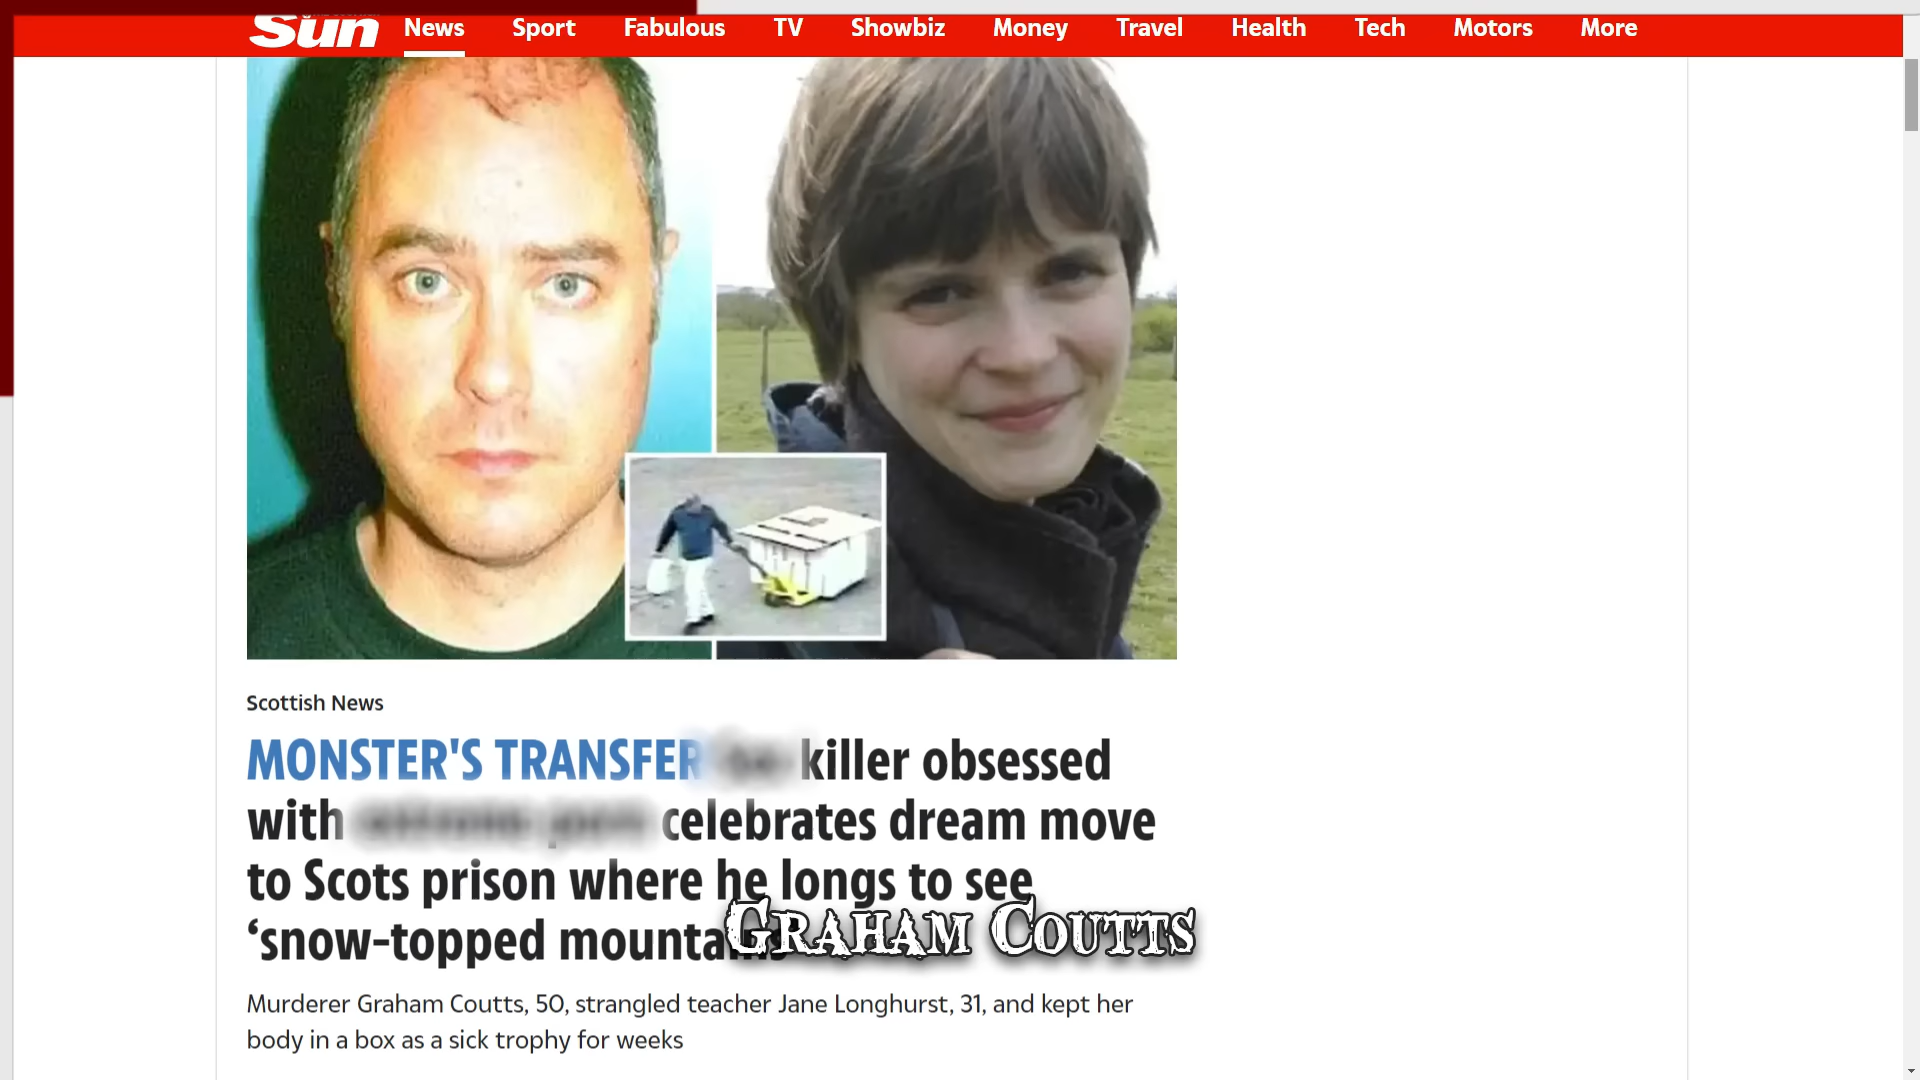 Sun News Sport Fabulous TV Showbiz Money Travel Health Tech Motors More
Scottish News
MONSTER'S TRANSFER killer obsessed
with celebrates dream move
to Scots prison where he longs to see
‘snow-topped mountains
Graham Coutts
Murderer Graham Coutts, 50, strangled teacher Jane Longhurst, 31, and kept her
body in a box as a sick trophy for weeks